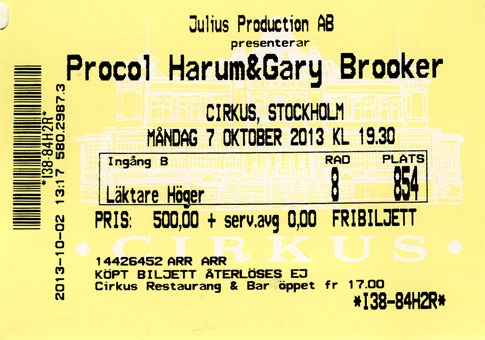 Julius Production AB
presenterar
Procol Harum&Gary Brooker
CIRKUS, STOCKHOLM
MÅNDAG 7 OKTOBER 2013 KL 19.30
Ingång B RAD PLATS
Läktare Höger 8 854
PRIS: 500,00 + serv.avg 0,00 FRIBILJETT
CIRKUS
14426452 ARR ARR
KÖPT BILJETT ÅTERLÖSES EJ
Cirkus Restaurang & Bar öppet fr 17.00
*I38-84H2R*
*I38-84H2R*
2013-10-02 13:17 580.2987.3